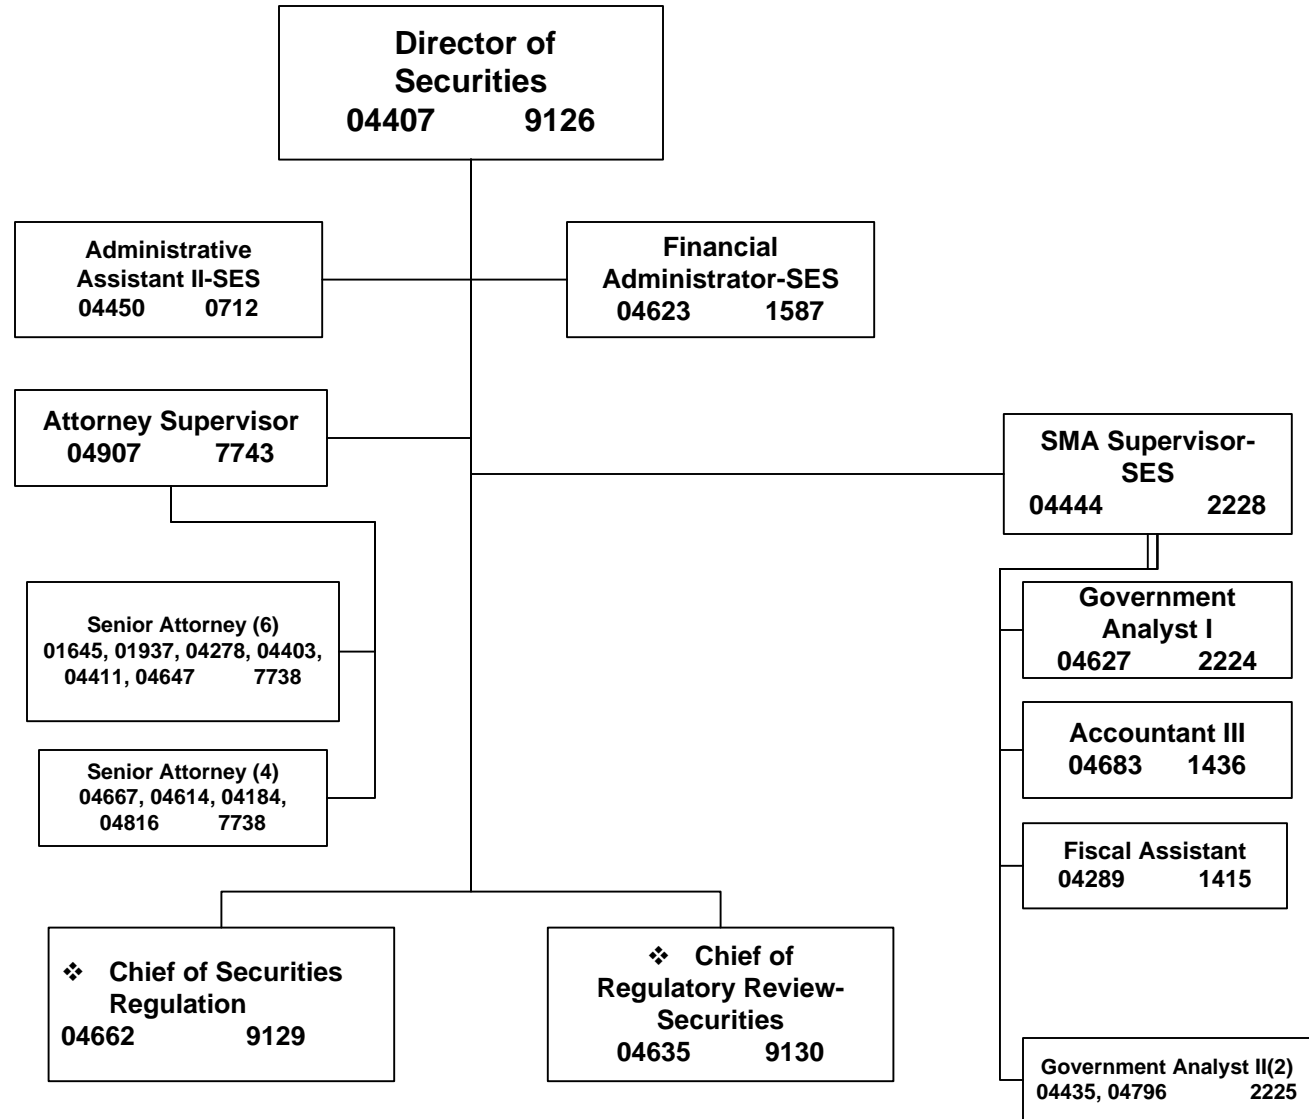 Director of
Securities
04407 9126
Administrative
Assistant II-SES
04450 0712
Financial
Administrator-SES
04623 1587
Attorney Supervisor
04907 7743
SMA Supervisor-
SES
04444 2228
Senior Attorney (6)
01645, 01937, 04278, 04403,
04411, 04647 7738
Senior Attorney (4)
04667, 04614, 04184,
04816 7738
Government
Analyst I
04627 2224
Accountant III
04683 1436
Fiscal Assistant
04289 1415
Government Analyst II(2)
04435, 04796 2225
❖ Chief of Securities
Regulation
04662 9129
❖ Chief of
Regulatory Review-
Securities
04635 9130